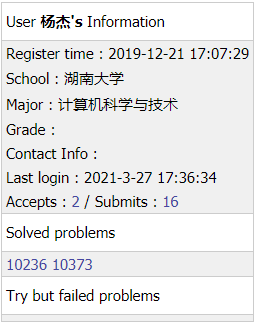 User 杨杰's Information
Register time：2019-12-21 17:07:29
School：湖南大学
Major：计算机科学与技术
Grade：
Contact Info：
Last login：2021-3-27 17:36:34
Accepts：2 / Submits：16
Solved problems
10236 10373
Try but failed problems